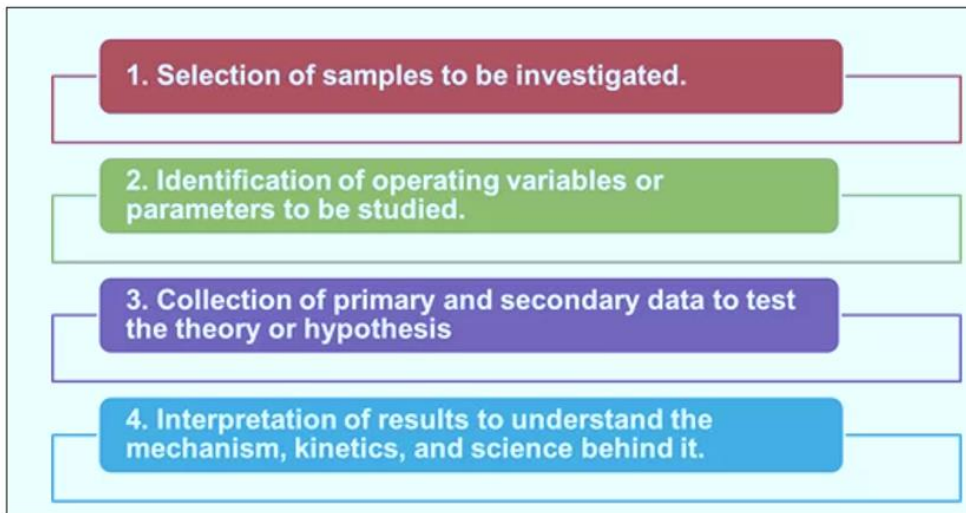 1. Selection of samples to be investigated.
2. Identification of operating variables or
parameters to be studied.
3. Collection of primary and secondary data to test
the theory or hypothesis
4. Interpretation of results to understand the
mechanism, kinetics, and science behind it.